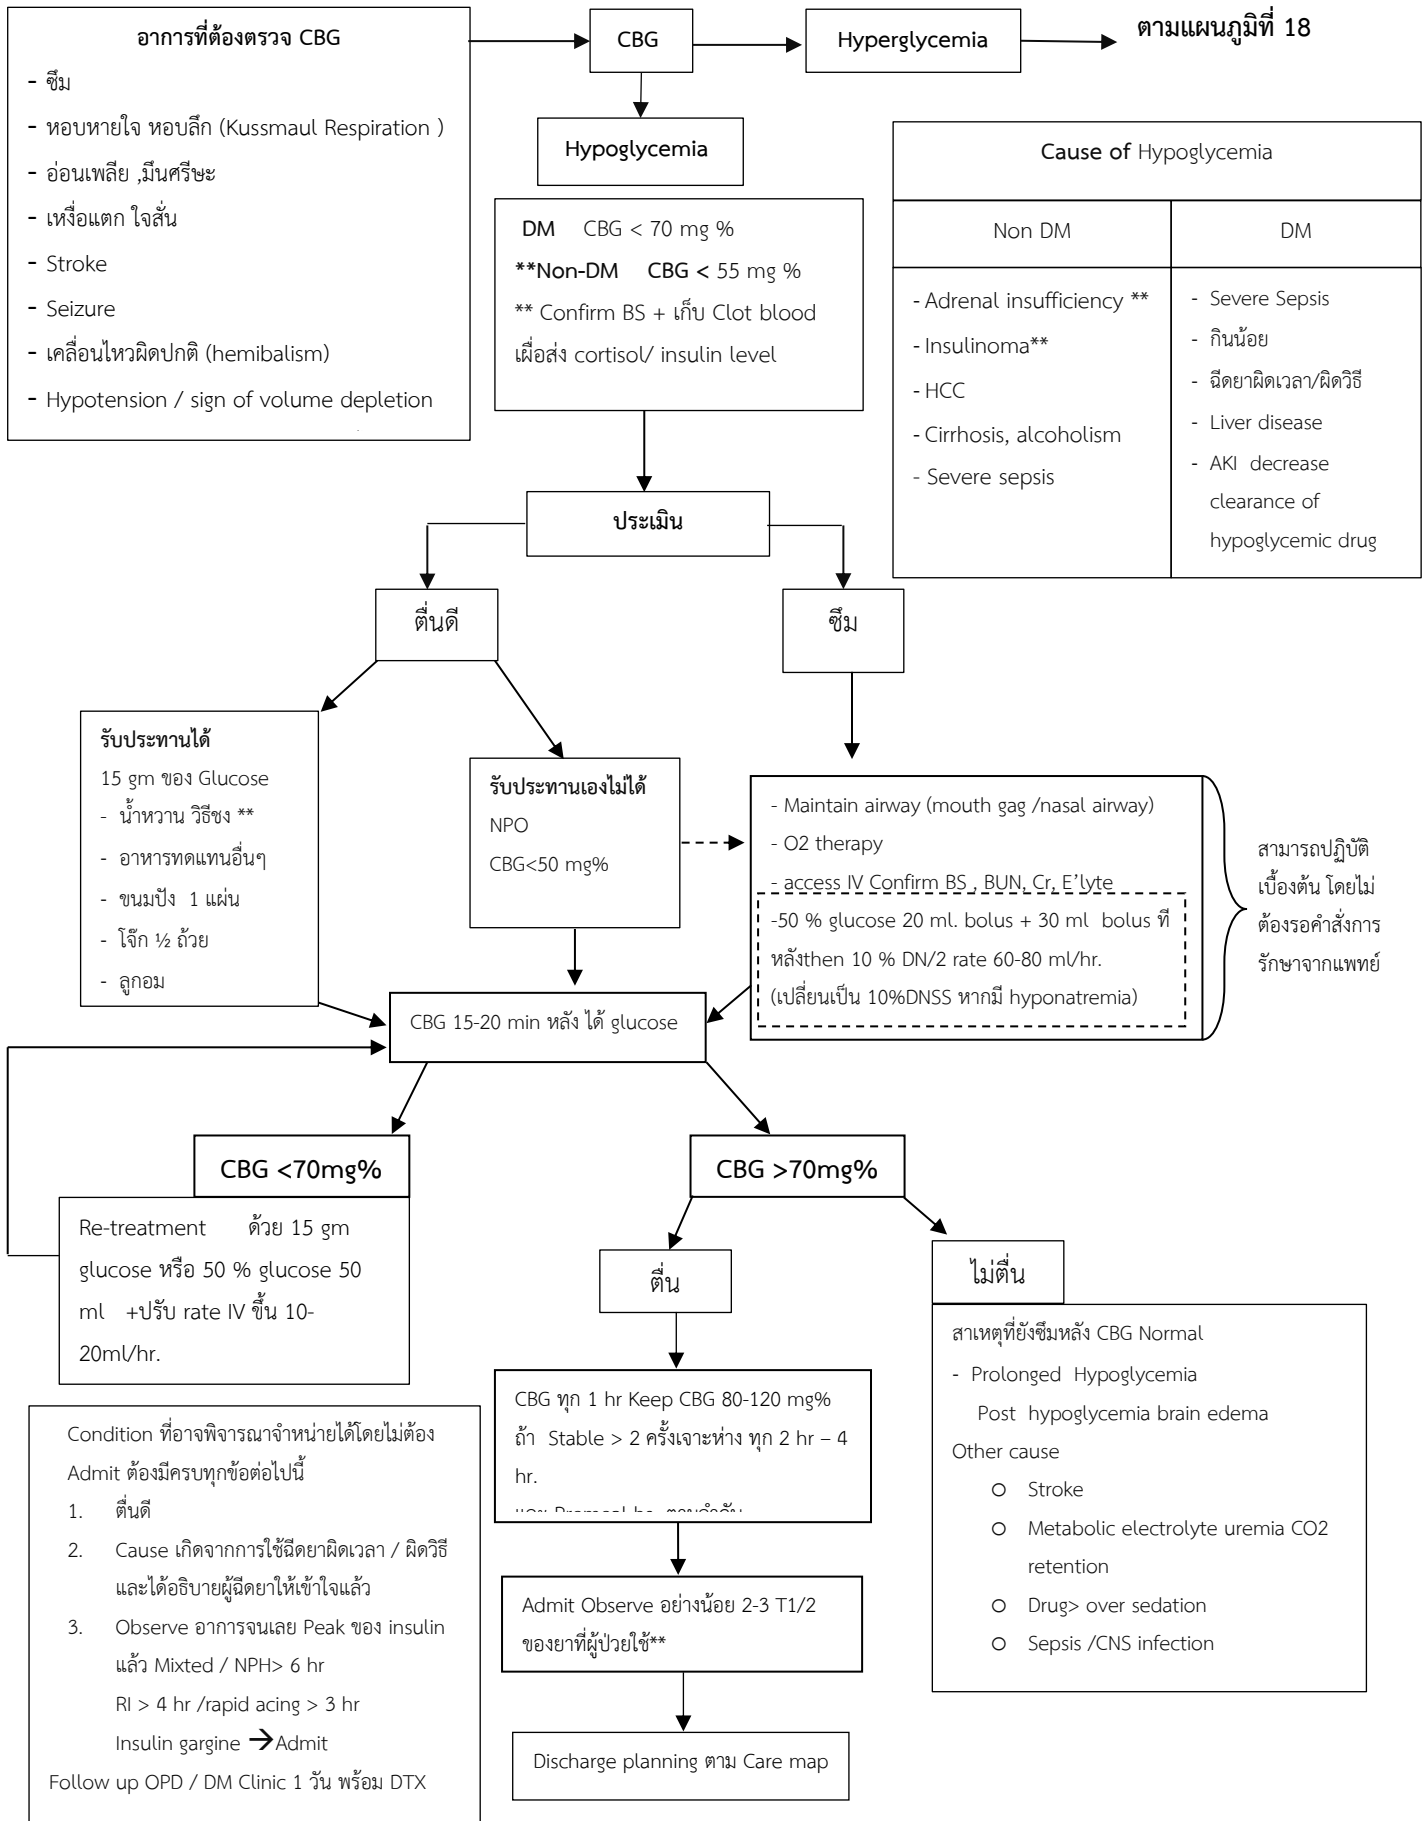 อาการที่ต้องตรวจ CBG
- ซึม
- หอบหายใจ หอบลึก (Kussmaul Respiration )
- อ่อนเพลีย ,มึนศรีษะ
- เหงื่อแตก ใจสั่น
- Stroke
- Seizure
- เคลื่อนไหวผิดปกติ (hemibalism)
- Hypotension / sign of volume depletion
CBG
Hyperglycemia
ตามแผนภูมิที่ 18
Hypoglycemia
DM CBG < 70 mg %
**Non-DM CBG < 55 mg %
** Confirm BS + เก็บ Clot blood
เผื่อส่ง cortisol/ insulin level
Cause of Hypoglycemia
Non DM
- Adrenal insufficiency **
- Insulinoma**
- HCC
- Cirrhosis, alcoholism
- Severe sepsis
DM
- Severe Sepsis
- กินน้อย
- ฉีดยาผิดเวลา/ผิดวิธี
- Liver disease
- AKI decrease
clearance of
hypoglycemic drug
ประเมิน
ตื่นดี
ซึม
รับประทานได้
15 gm ของ Glucose
- น้ำหวาน วิธีชง **
- อาหารทดแทนอื่นๆ
- ขนมปัง 1 แผ่น
- โจ๊ก ½ ถ้วย
- ลูกอม
รับประทานเองไม่ได้
NPO
CBG<50 mg%
- Maintain airway (mouth gag /nasal airway)
- O2 therapy
- access IV Confirm BS , BUN, Cr, E'lyte
-50 % glucose 20 ml. bolus + 30 ml bolus ที
หลังthen 10 % DN/2 rate 60-80 ml/hr.
(เปลี่ยนเป็น 10%DNSS หากมี hyponatremia)
สามารถปฏิบัติ
เบื้องต้น โดยไม่
ต้องรอคำสั่งการ
รักษาจากแพทย์
CBG 15-20 min หลัง ได้ glucose
CBG <70mg%
Re-treatment ด้วย 15 gm
glucose หรือ 50 % glucose 50
ml +ปรับ rate IV ขึ้น 10-
20ml/hr.
CBG >70mg%
ตื่น
ไม่ตื่น
CBG ทุก 1 hr Keep CBG 80-120 mg%
ถ้า Stable > 2 ครั้งเจาะห่าง ทุก 2 hr – 4
hr.
Admit Observe อย่างน้อย 2-3 T1/2
ของยาที่ผู้ป่วยใช้**
Discharge planning ตาม Care map
สาเหตุที่ยังซึมหลัง CBG Normal
- Prolonged Hypoglycemia
Post hypoglycemia brain edema
Other cause
o Stroke
o Metabolic electrolyte uremia CO2
retention
o Drug> over sedation
o Sepsis /CNS infection
Condition ที่อาจพิจารณาจำหน่ายได้โดยไม่ต้อง
Admit ต้องมีครบทุกข้อต่อไปนี้
1. ตื่นดี
2. Cause เกิดจากการใช้ฉีดยาผิดเวลา / ผิดวิธี
และได้อธิบายผู้ฉีดยาให้เข้าใจแล้ว
3. Observe อาการจนเลย Peak ของ insulin
แล้ว Mixted / NPH> 6 hr
RI > 4 hr /rapid acing > 3 hr
Insulin gargine →Admit
Follow up OPD / DM Clinic 1 วัน พร้อม DTX